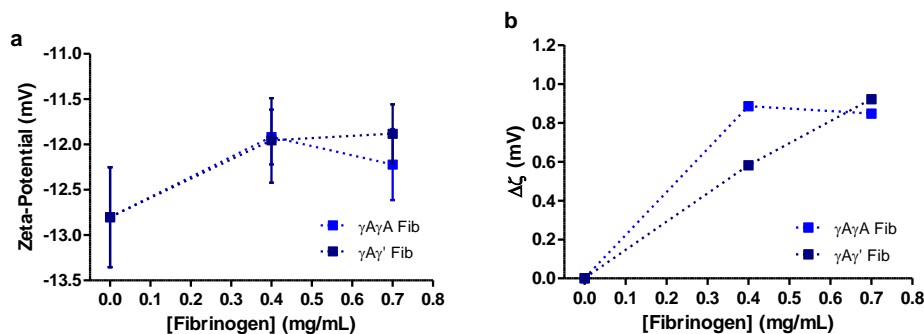 a
-11.0
-11.5
-12.0
-12.5
-13.0
-13.5
Zeta-Potential (mV)
0.0 0.1 0.2 0.3 0.4 0.5 0.6 0.7 0.8
[Fibrinogen] (mg/mL)
γAγA Fib
γAγ' Fib
b
1.2
1.0
0.8
0.6
0.4
0.2
0.0
Δζ (mV)
0.0 0.1 0.2 0.3 0.4 0.5 0.6 0.7 0.8
[Fibrinogen] (mg/mL)
γAγA Fib
γAγ' Fib